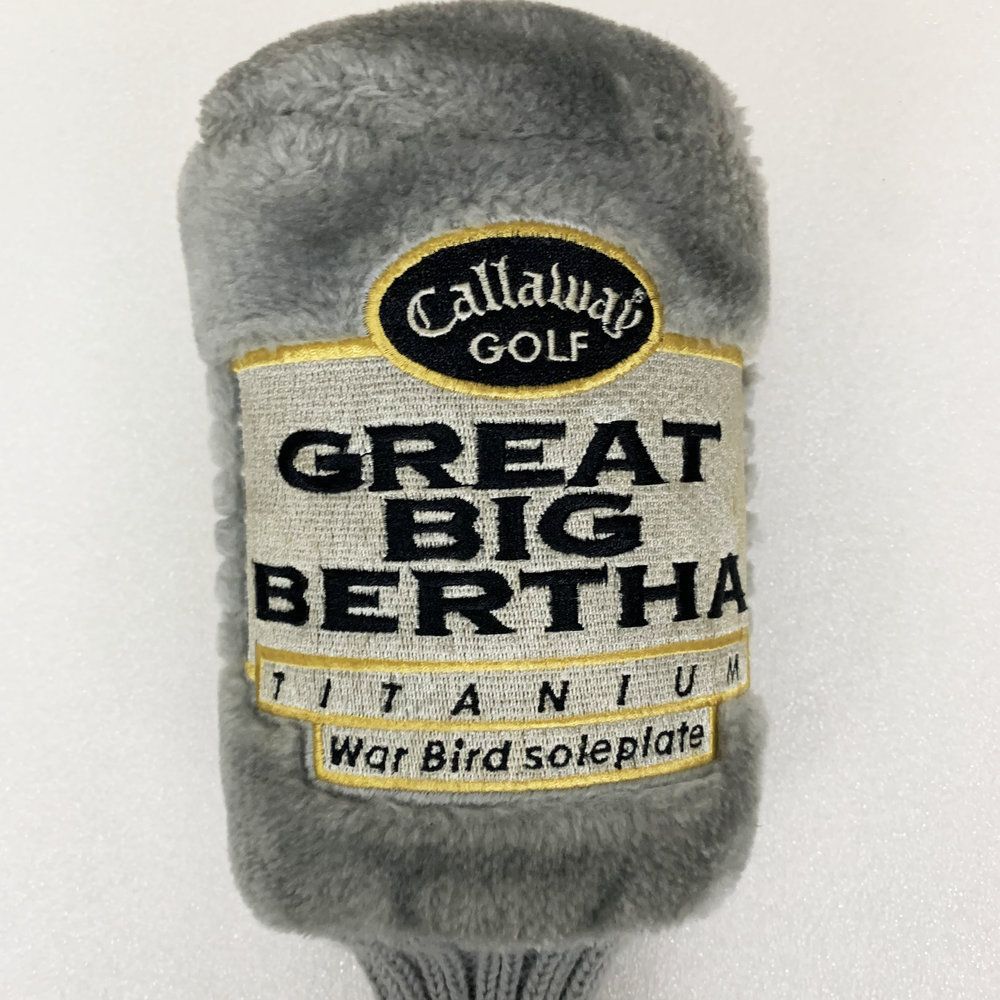 Callaway®
GOLF
GREAT
BIG
BERTHA
TITANIUM
War Bird soleplate